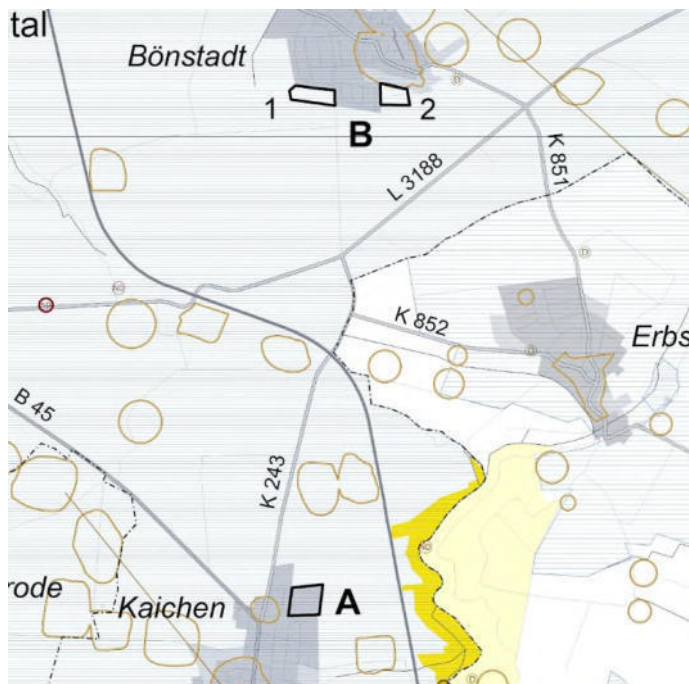 tal
Bönstadt
1
2
B
K 851
L 3188
K 852
Erbs
B 45
K 243
rode
Kaichen
A